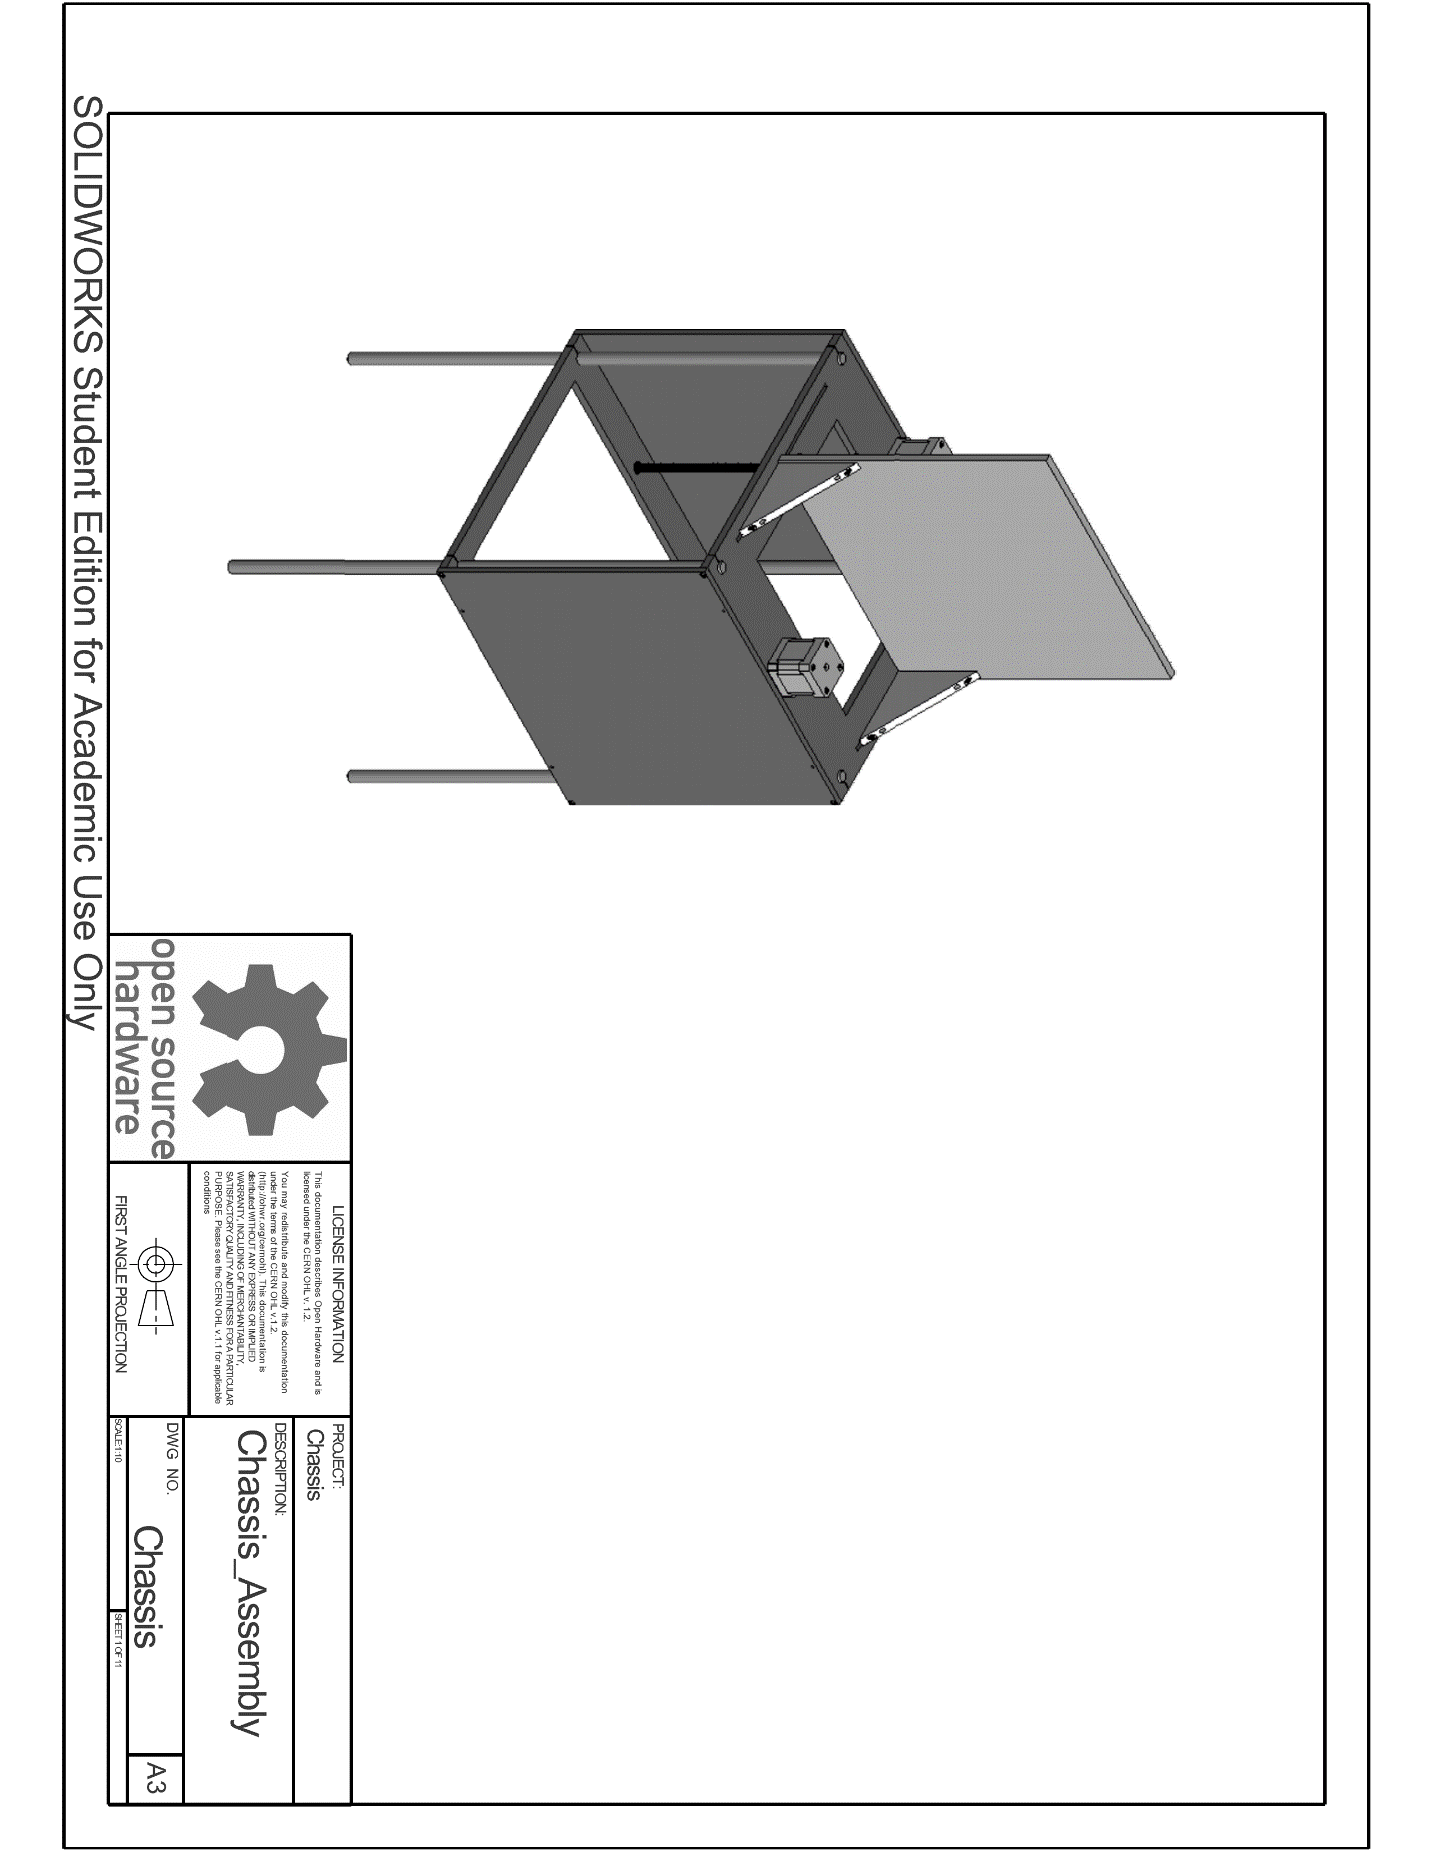 open source
hardware
LICENSE INFORMATION
This documentation describes Open Hardware and is
licensed under the CERN OHL v. 1.2.
You may redistribute and modify this documentation
under the terms of the CERN OHL v.1.2.
(http://ohwr.org/cernohl). This documentation is
distributed WITHOUT ANY EXPRESS OR IMPLIED
WARRANTY, INCLUDING OF MERCHANTABILITY,
SATISFACTORY QUALITY AND FITNESS FOR A PARTICULAR
PURPOSE. Please see the CERN OHL v.1.1 for applicable
conditions
FIRST ANGLE PROJECTION
PROJECT:
Chassis
DESCRIPTION:
Chassis_Assembly
DWG NO.
Chassis
A3
SCALE:1:10
SHEET 1 OF 11
SOLIDWORKS Student Edition for Academic Use Only